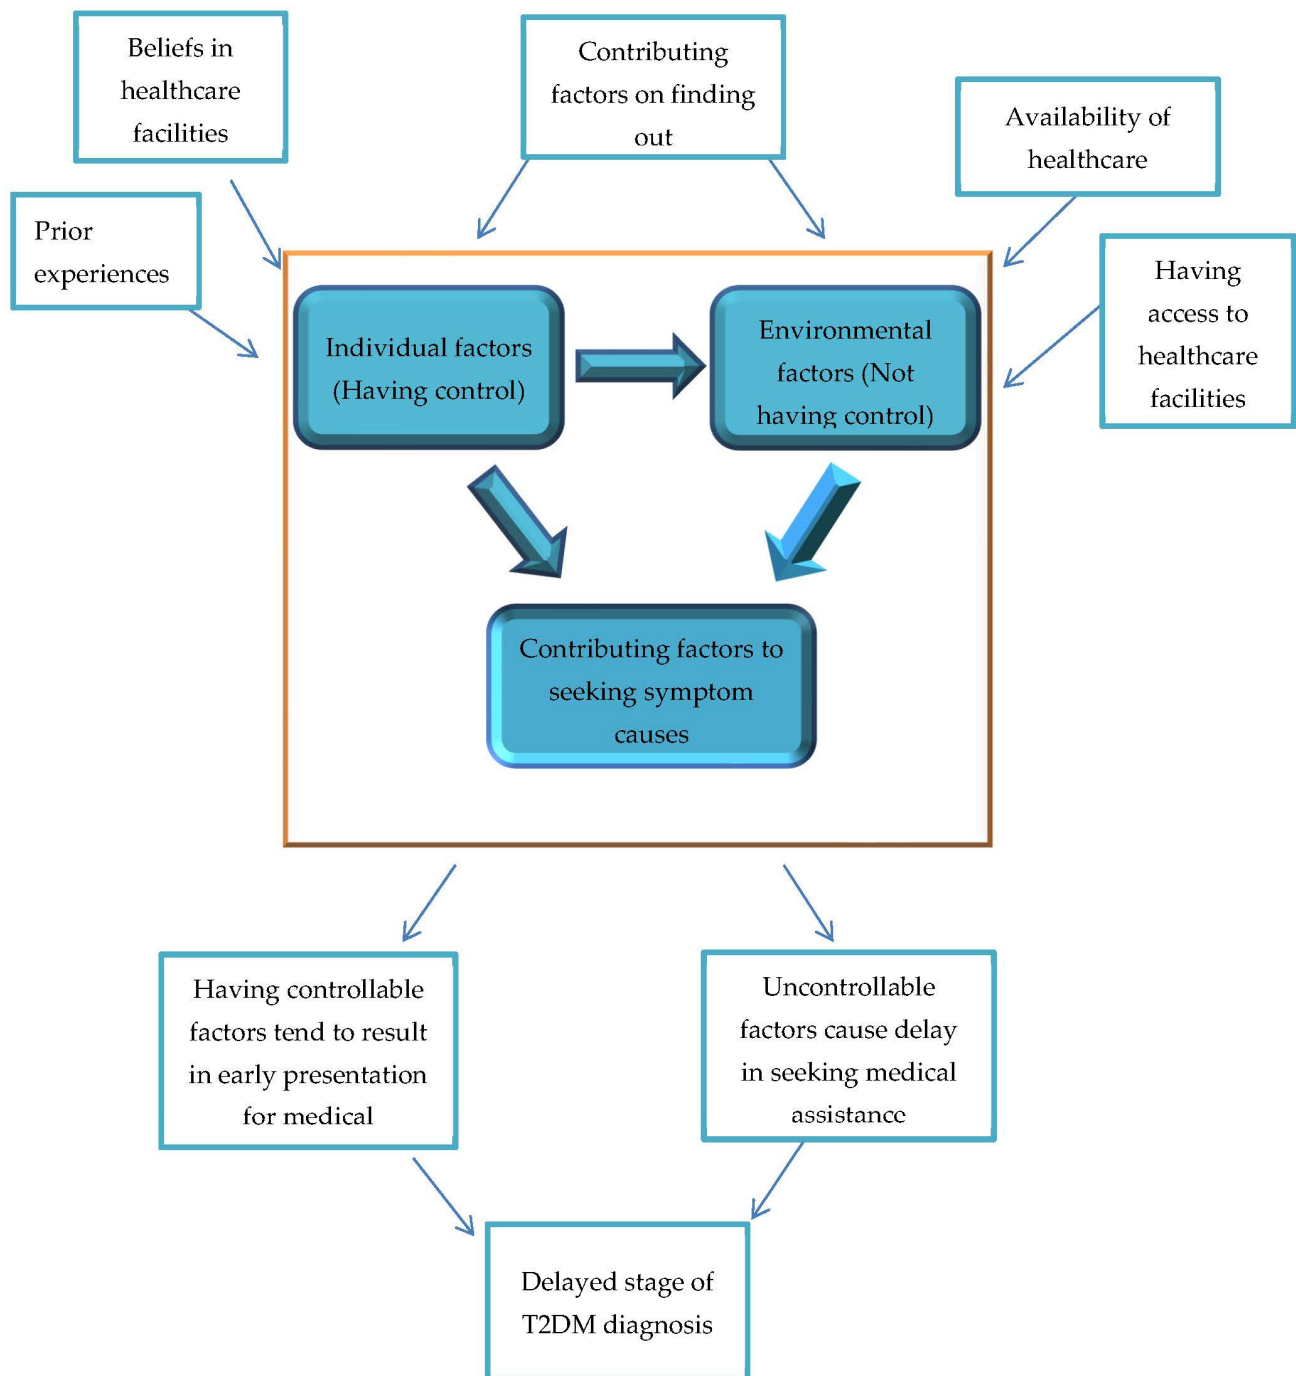 Beliefs in
healthcare
facilities
Contributing
factors on finding
out
Availability of
healthcare
Prior
experiences
Having
access to
healthcare
facilities
Individual factors
(Having control)
Environmental
factors (Not
having control)
Contributing factors to
seeking symptom
causes
Having controllable
factors tend to result
in early presentation
for medical
Uncontrollable
factors cause delay
in seeking medical
assistance
Delayed stage of
T2DM diagnosis